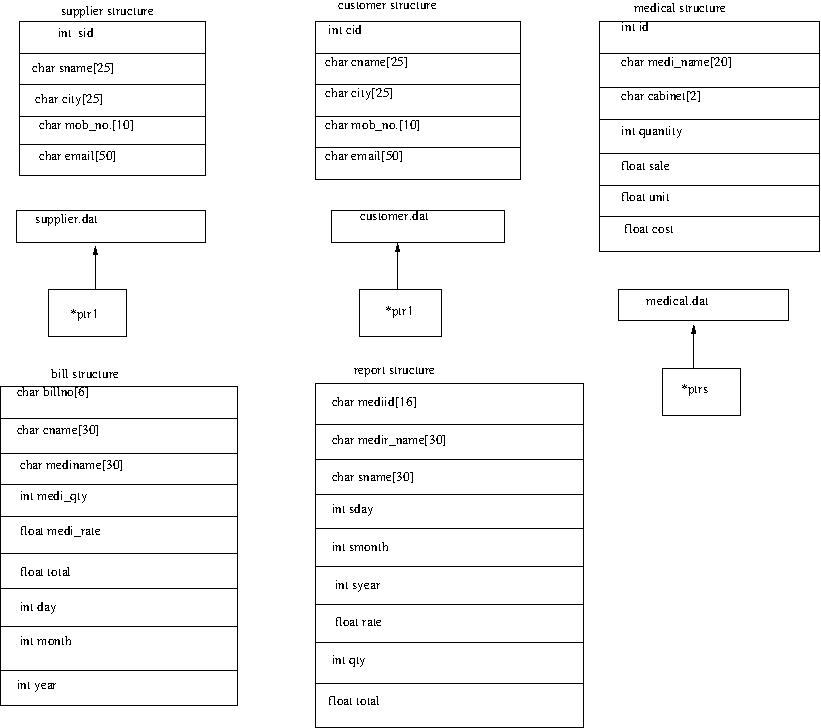 supplier structure
int sid
char sname[25]
char city[25]
char mob_no.[10]
char email[50]
supplier.dat
*ptr1
customer structure
int cid
char cname[25]
char city[25]
char mob_no.[10]
char email[50]
customer.dat
*ptr1
medical structure
int id
char medi_name[20]
char cabinet[2]
int quantity
float sale
float unit
float cost
medical.dat
*ptrs
bill structure
char billno[6]
char cname[30]
char mediname[30]
int medi_qty
float medi_rate
float total
int day
int month
int year
report structure
char mediid[16]
char medir_name[30]
char sname[30]
int sday
int smonth
int syear
float rate
int qty
float total